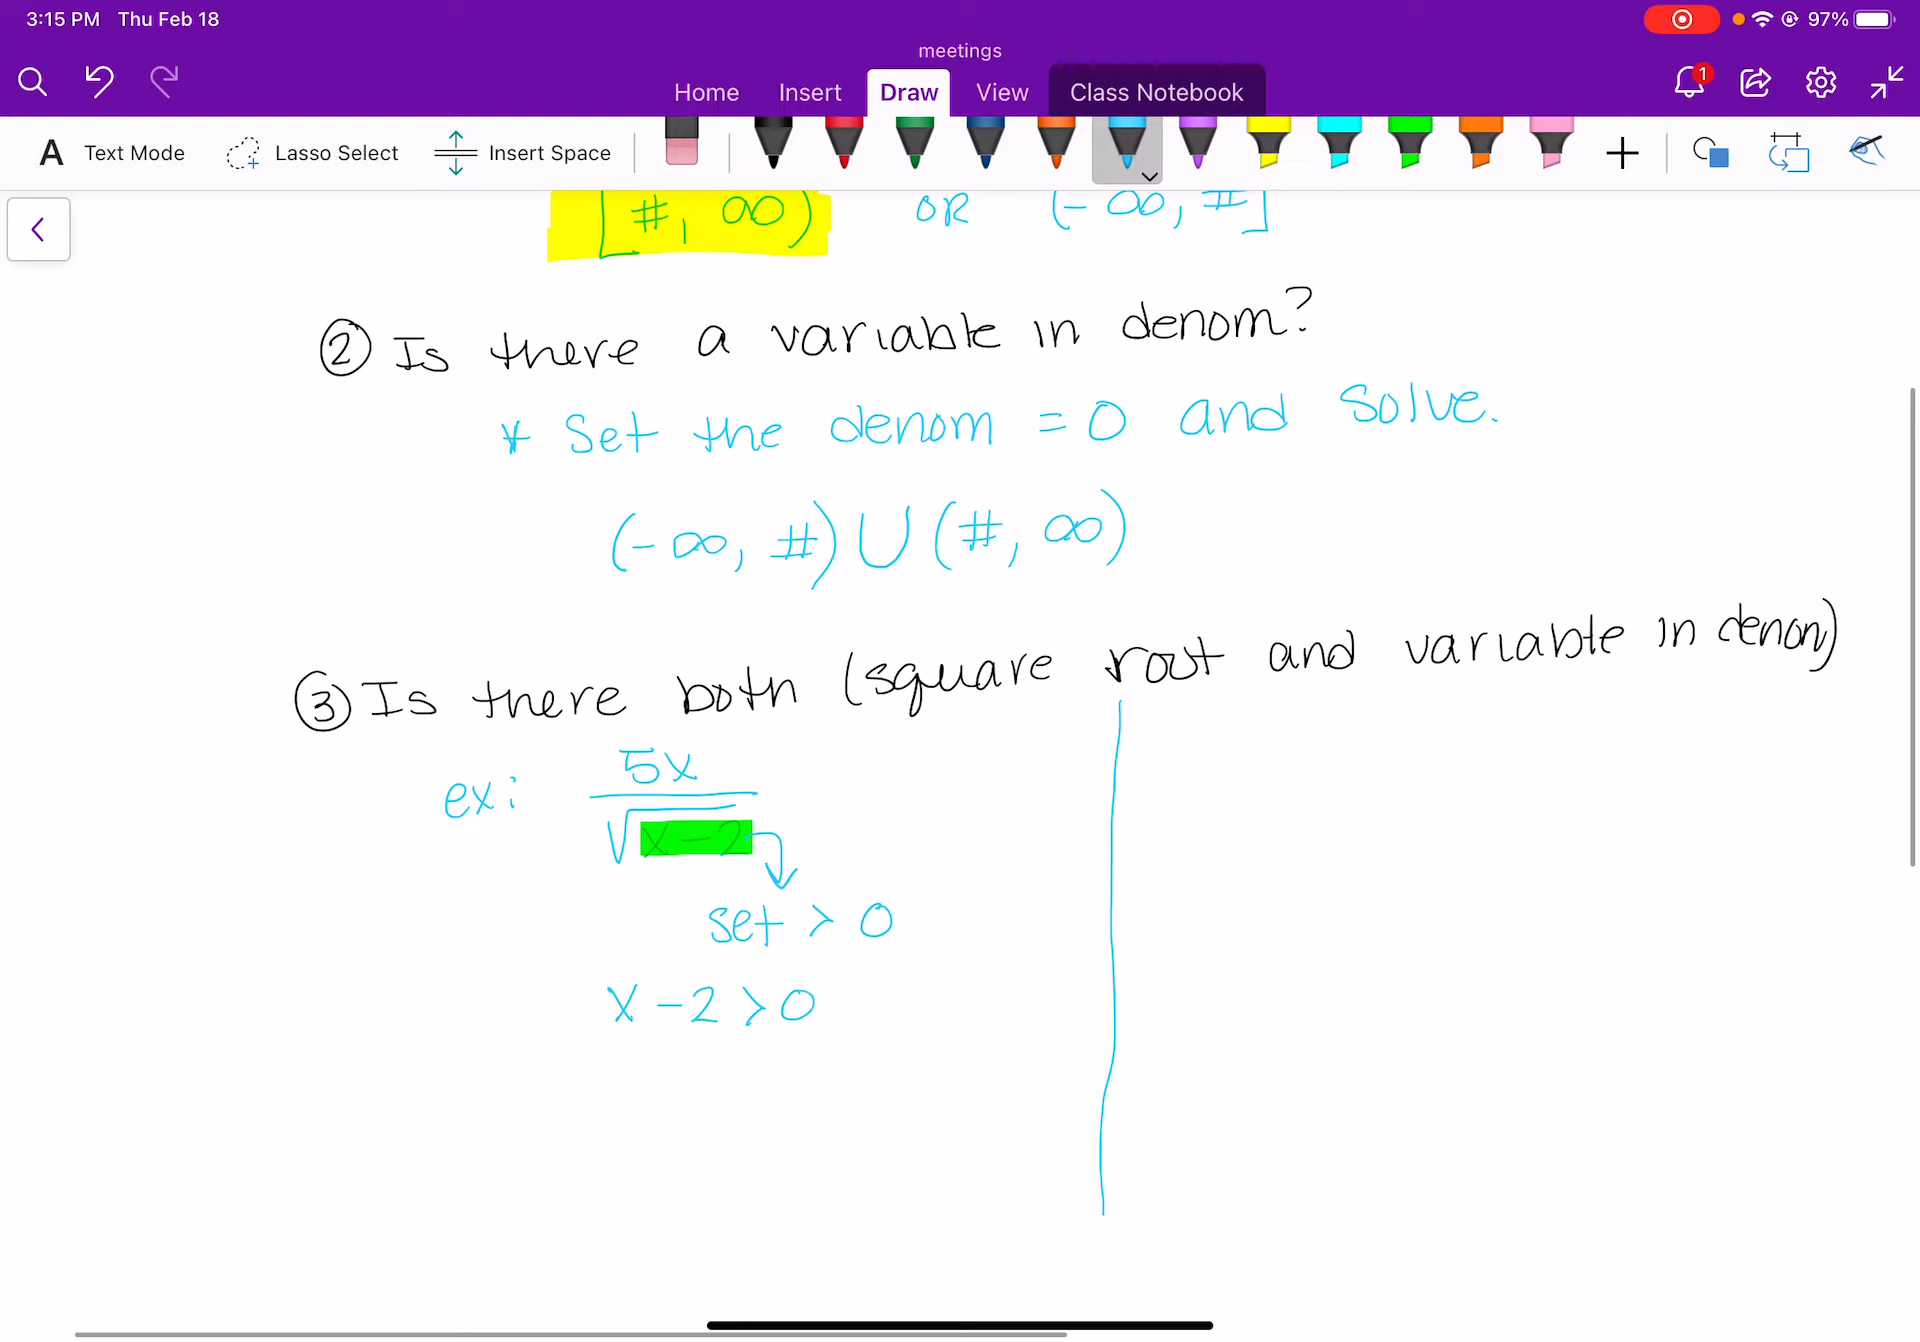 3:15 PM Thu Feb 18
97%
meetings
Home Insert Draw View Class Notebook
1
A Text Mode Lasso Select Insert Space
[#, ∞) OR (-∞, #]
② Is there a variable in denom?
* Set the denom = 0 and solve.
(-∞, #) ∪ (#, ∞)
③ Is there both (square root and variable in denom)
ex: 5x
√x-2
set > 0
x - 2 > 0